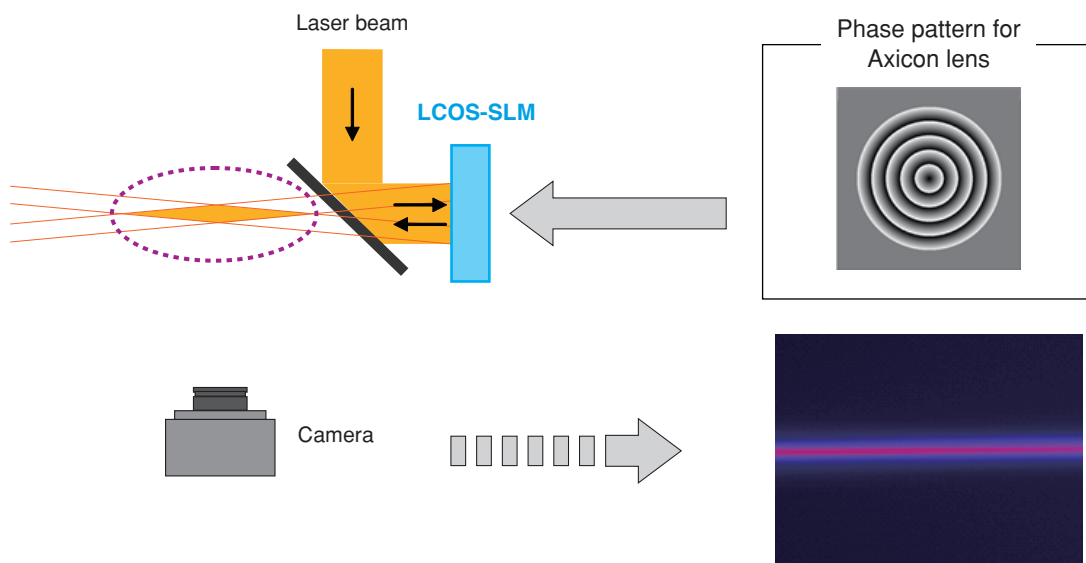 Laser beam
LCOS-SLM
Phase pattern for
Axicon lens
Camera